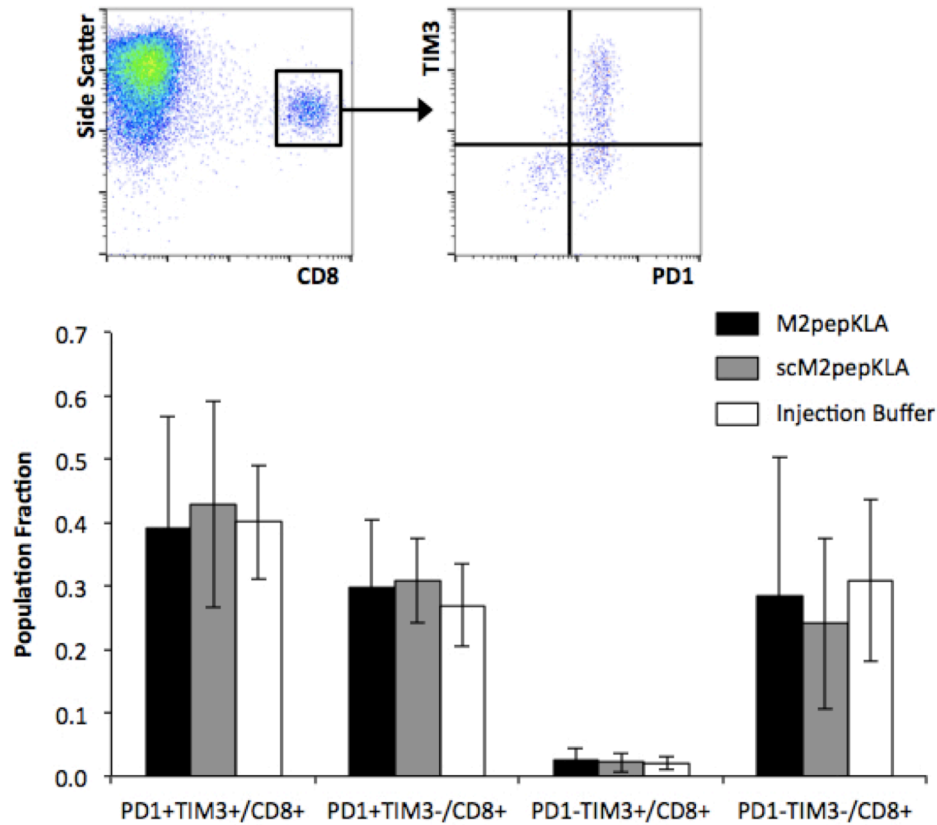 Side Scatter
CD8
TIM3
PD1
M2pepKLA
scM2pepKLA
Injection Buffer
Population Fraction
0.7
0.6
0.5
0.4
0.3
0.2
0.1
0.0
PD1+TIM3+/CD8+
PD1+TIM3-/CD8+
PD1-TIM3+/CD8+
PD1-TIM3-/CD8+